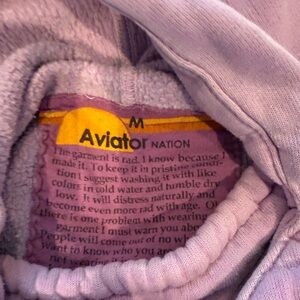 M
Aviator NATION
The garment is rad. I know because I
made it. To keep it in pristine condi-
tion I suggest washing it with like
colors in cold water and tumble dry
low. It will distress naturally and
become even more rad with age.
there is one problem with wearing
garment I must warn you
People will come out of no
Want to know who you
not wearing